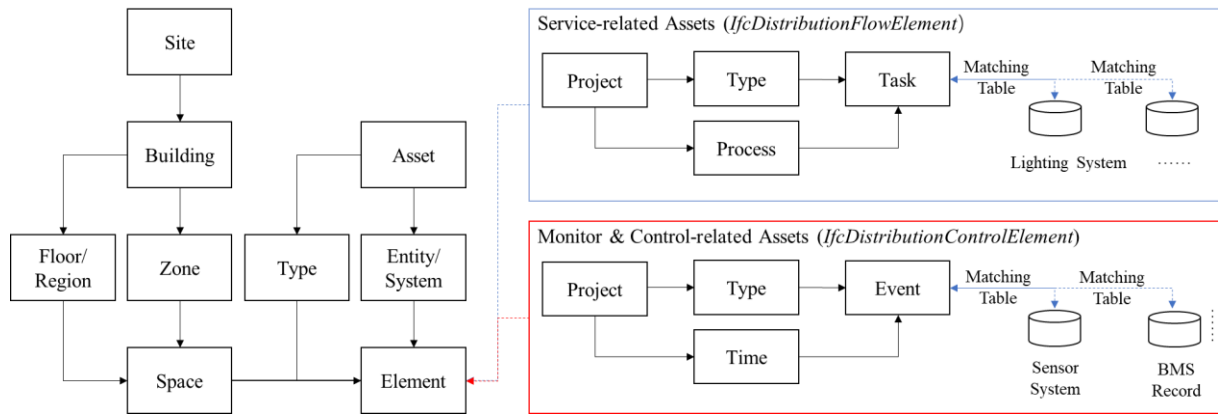 Site
Building
Asset
Floor/
Region
Zone
Type
Entity/
System
Space
Element
Service-related Assets (IfcDistributionFlowElement)
Project
Type
Task
Process
Matching
Table
Matching
Table
Lighting System
......
Monitor & Control-related Assets (IfcDistributionControlElement)
Project
Type
Event
Time
Matching
Table
Matching
Table
Sensor
System
BMS
Record
......